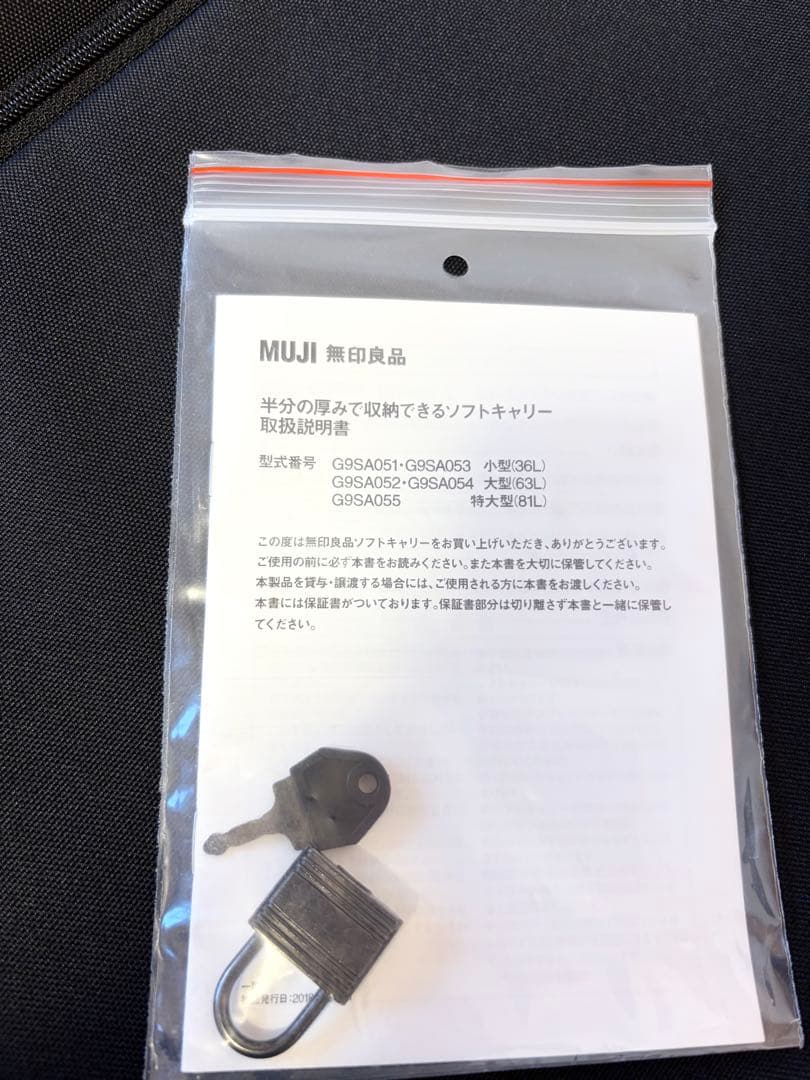 MUJI 無印良品
半分の厚みで収納できるソフトキャリー
取扱説明書
型式番号 G9SA051・G9SA053 小型(36L)
G9SA052・G9SA054 大型(63L)
G9SA055 特大型(81L)
この度は無印良品ソフトキャリーをお買い上げいただき、ありがとうございます。
ご使用の前に必ず本書をお読みください。また本書を大切に保管してください。
本製品を貸与・譲渡する場合には、ご使用される方に本書をお渡しください。
本書には保証書がついております。保証書部分は切り離さず本書と一緒に保管し
てください。
発行日:2018